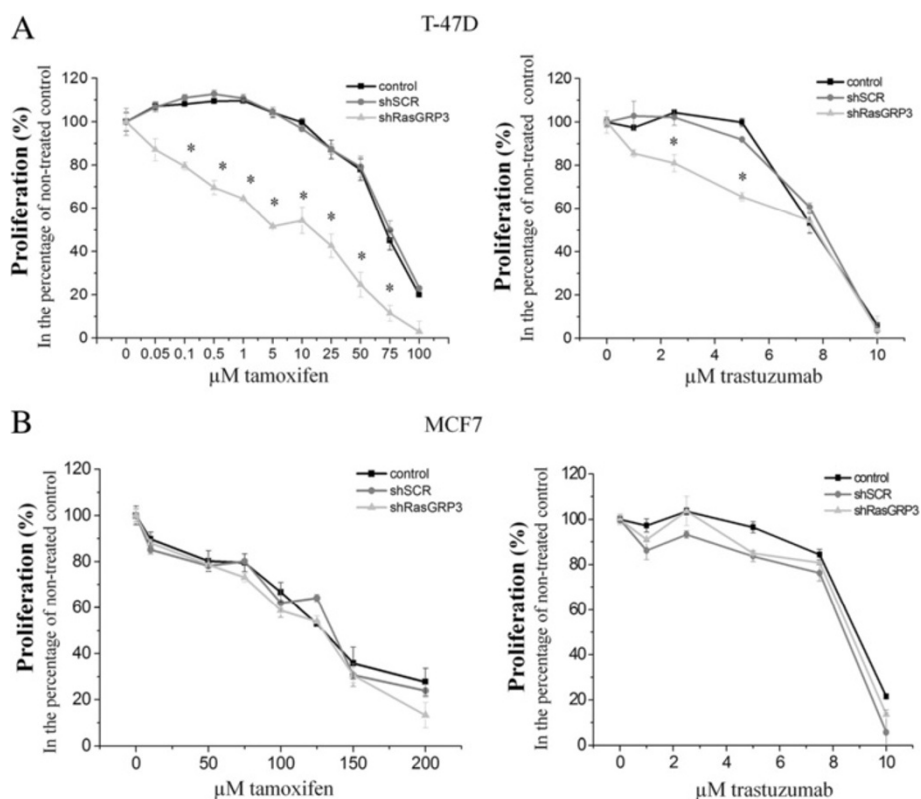 A
T-47D
Proliferation (%)
In the percentage of non-treated control
120
100
80
60
40
20
0
control
shSCR
shRasGRP3
* * * * * * * *
0 0.05 0.1 0.5 1 5 10 25 50 75 100
µM tamoxifen
Proliferation (%)
In the percentage of non-treated control
120
100
80
60
40
20
0
control
shSCR
shRasGRP3
* *
0 2 4 6 8 10
µM trastuzumab
B
MCF7
Proliferation (%)
In the percentage of non-treated control
120
100
80
60
40
20
0
control
shSCR
shRasGRP3
0 50 100 150 200
µM tamoxifen
Proliferation (%)
In the percentage of non-treated control
120
100
80
60
40
20
0
control
shSCR
shRasGRP3
0 2 4 6 8 10
µM trastuzumab